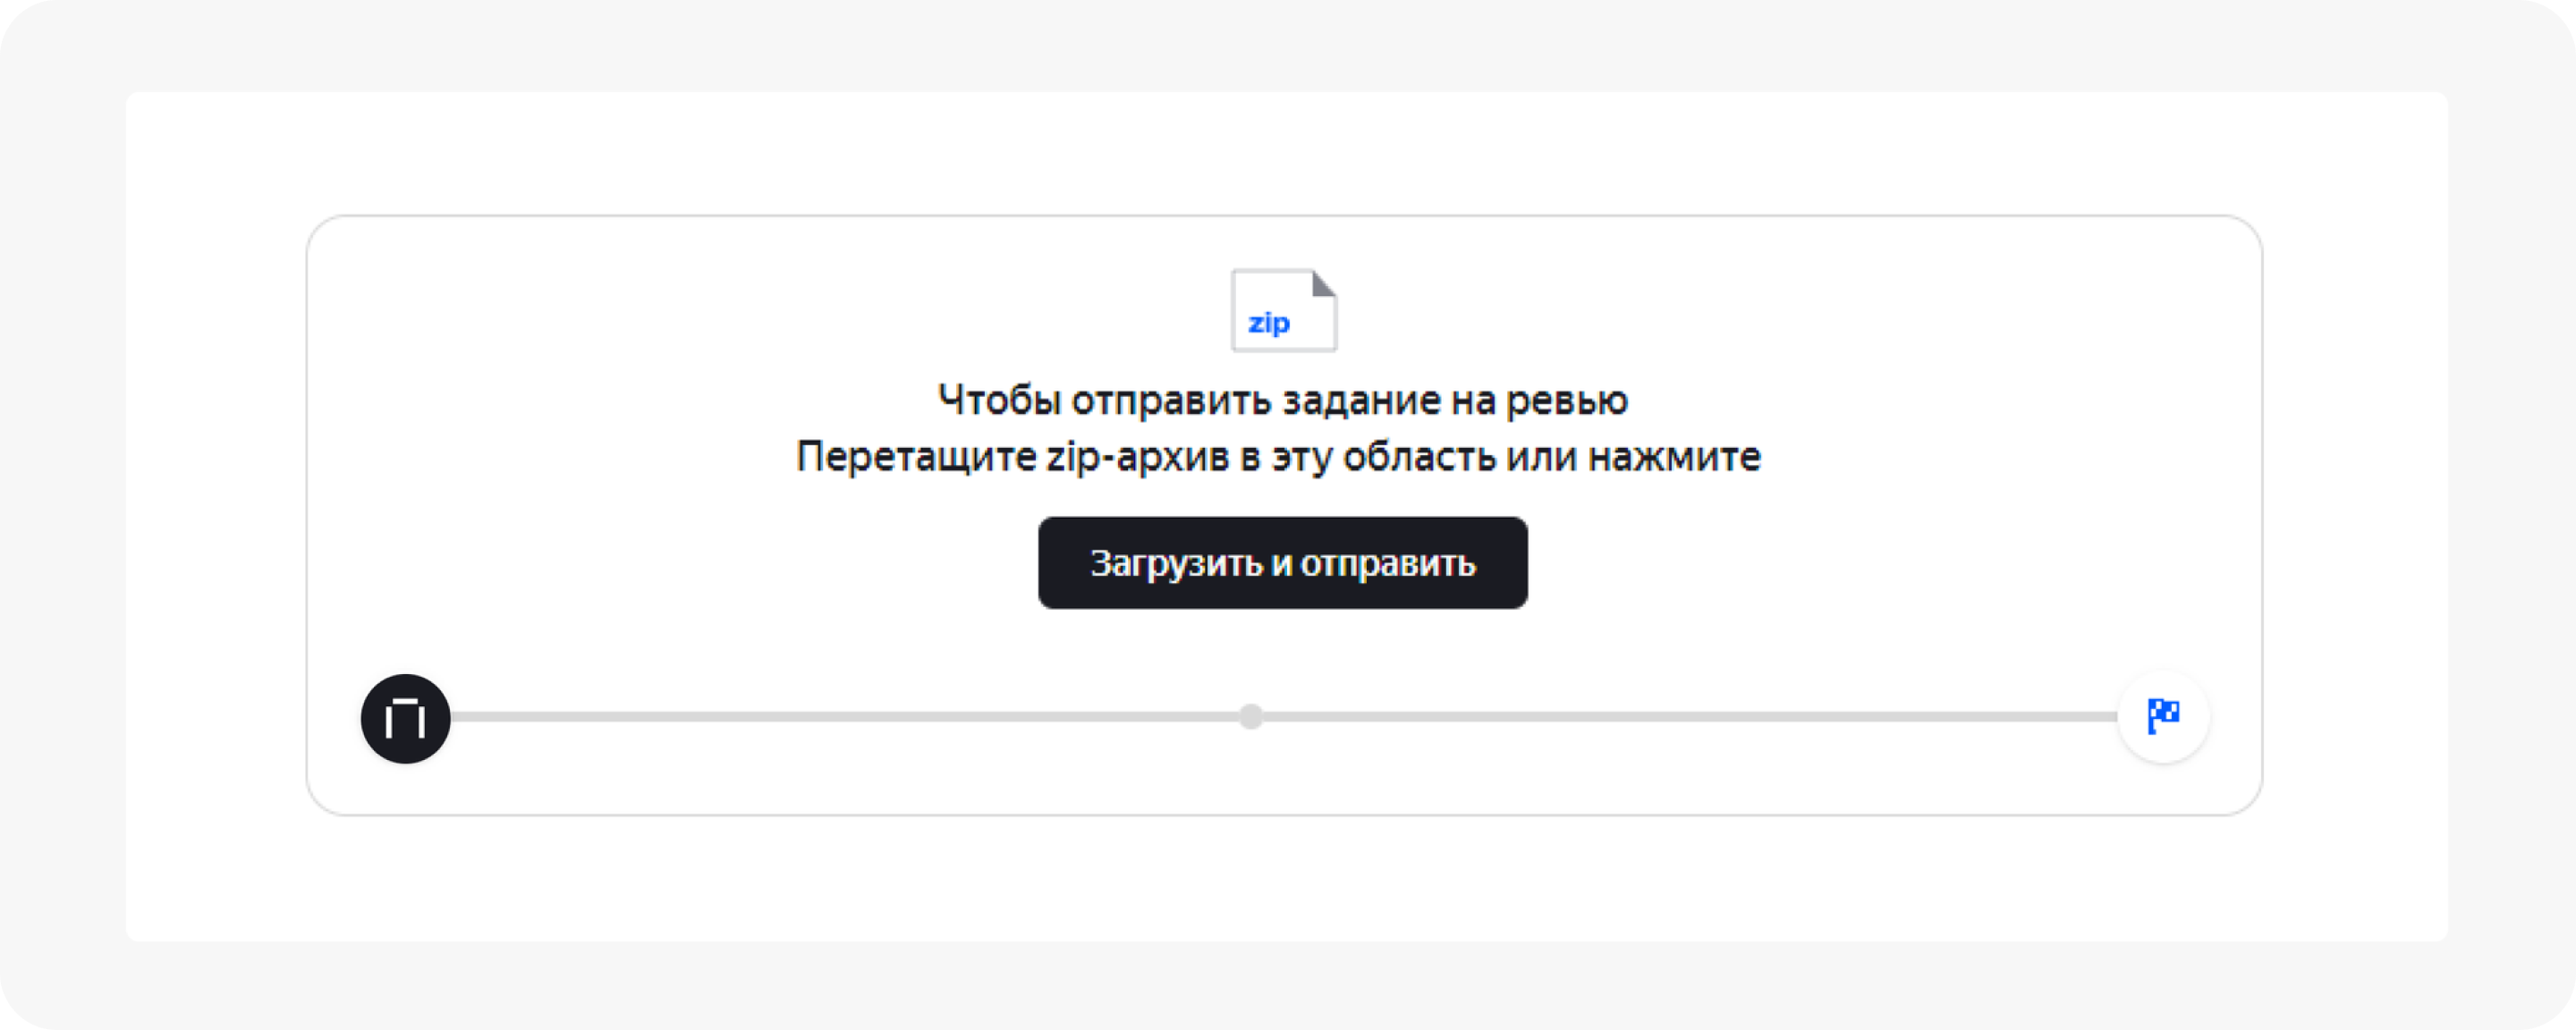 zip
Чтобы отправить задание на ревью
Перетащите zip-архив в эту область или нажмите
Загрузить и отправить